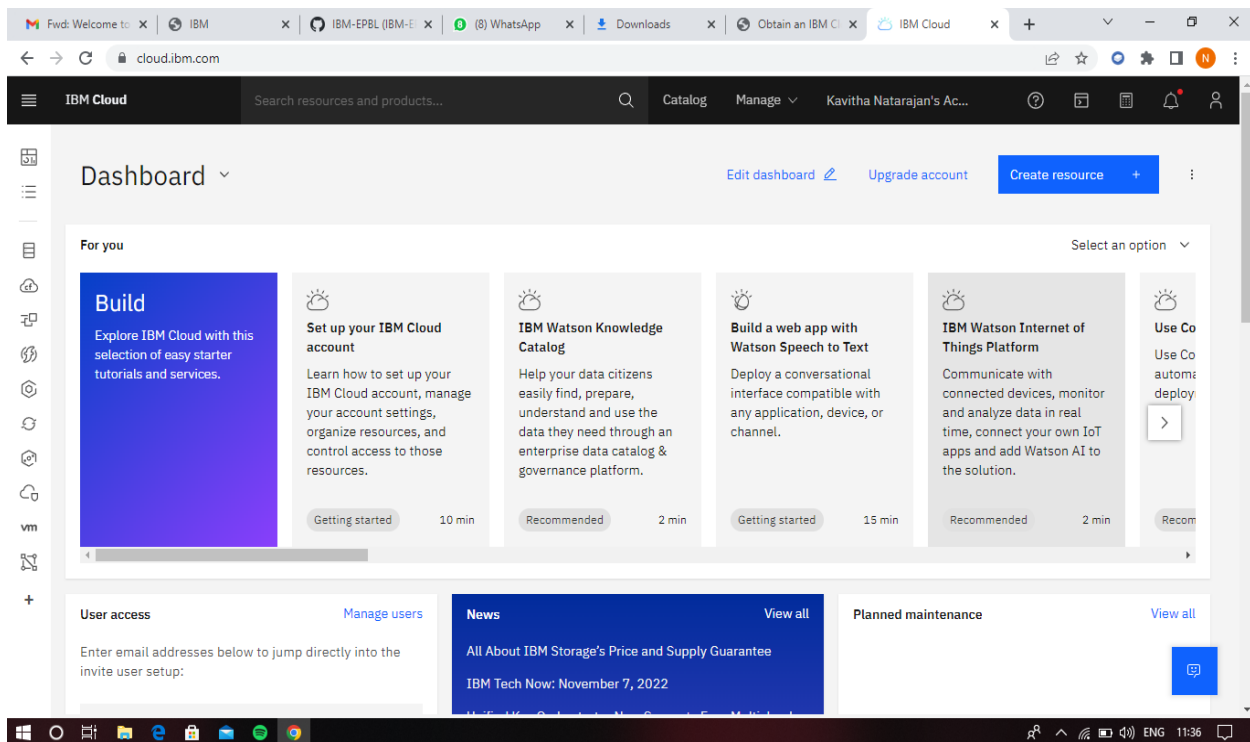 Fwd: Welcome to
IBM
IBM-EPBL (IBM-E
(8) WhatsApp
Downloads
Obtain an IBM Cl
IBM Cloud
cloud.ibm.com
N
IBM Cloud
Search resources and products...
Catalog
Manage
Kavitha Natarajan's Ac...
Dashboard
Edit dashboard
Upgrade account
Create resource +
For you
Select an option
Build
Explore IBM Cloud with this
selection of easy starter
tutorials and services.
Set up your IBM Cloud
account
Learn how to set up your
IBM Cloud account, manage
your account settings,
organize resources, and
control access to those
resources.
Getting started
10 min
IBM Watson Knowledge
Catalog
Help your data citizens
easily find, prepare,
understand and use the
data they need through an
enterprise data catalog &
governance platform.
Recommended
2 min
Build a web app with
Watson Speech to Text
Deploy a conversational
interface compatible with
any application, device, or
channel.
Getting started
15 min
IBM Watson Internet of
Things Platform
Communicate with
connected devices, monitor
and analyze data in real
time, connect your own IoT
apps and add Watson AI to
the solution.
Recommended
2 min
Use Co
Use Co
automa
deploy
Recom
vm
User access
Manage users
Enter email addresses below to jump directly into the
invite user setup:
News
View all
All About IBM Storage's Price and Supply Guarantee
IBM Tech Now: November 7, 2022
Planned maintenance
View all
ENG
11:36